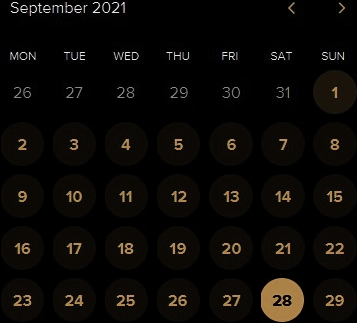 September 2021
MON TUE WED THU FRI SAT SUN
26 27 28 29 30 31 1
2 3 4 5 6 7 8
9 10 11 12 13 14 15
16 17 18 19 20 21 22
23 24 25 26 27 28 29